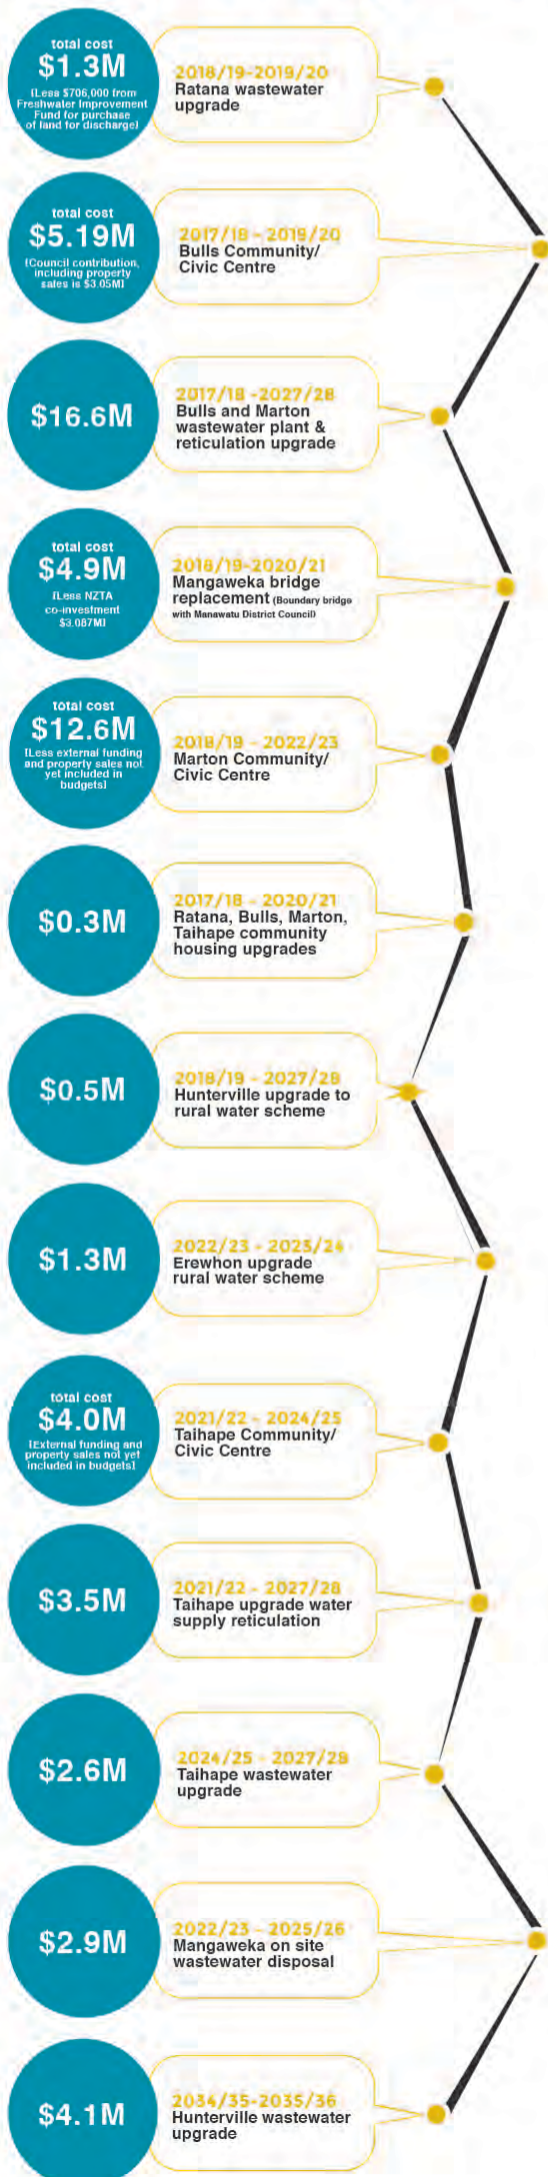 total cost
$1.3M
[Less $706,000 from
Freshwater Improvement
Fund for purchase
of land for discharge]
2018/19-2019/20
Ratana wastewater
upgrade
total cost
$5.19M
[Council contribution,
including property
sales is $3.05M]
2017/18 - 2019/20
Bulls Community/
Civic Centre
$16.6M
2017/18 -2027/28
Bulls and Marton
wastewater plant &
reticulation upgrade
total cost
$4.9M
[Less NZTA
co-investment
$3.087M]
2018/19-2020/21
Mangaweka bridge
replacement (Boundary bridge
with Manawatu District Council)
total cost
$12.6M
[Less external funding
and property sales not
yet included in
budgets]
2018/19 - 2022/23
Marton Community/
Civic Centre
$0.3M
2017/18 - 2020/21
Ratana, Bulls, Marton,
Taihape community
housing upgrades
$0.5M
2018/19 - 2027/28
Hunterville upgrade to
rural water scheme
$1.3M
2022/23 - 2023/24
Erewhon upgrade
rural water scheme
total cost
$4.0M
[External funding and
property sales not yet
included in budgets]
2021/22 - 2024/25
Taihape Community/
Civic Centre
$3.5M
2021/22 - 2027/28
Taihape upgrade water
supply reticulation
$2.6M
2024/25 - 2027/28
Taihape wastewater
upgrade
$2.9M
2022/23 - 2025/26
Mangaweka on site
wastewater disposal
$4.1M
2034/35-2035/36
Hunterville wastewater
upgrade